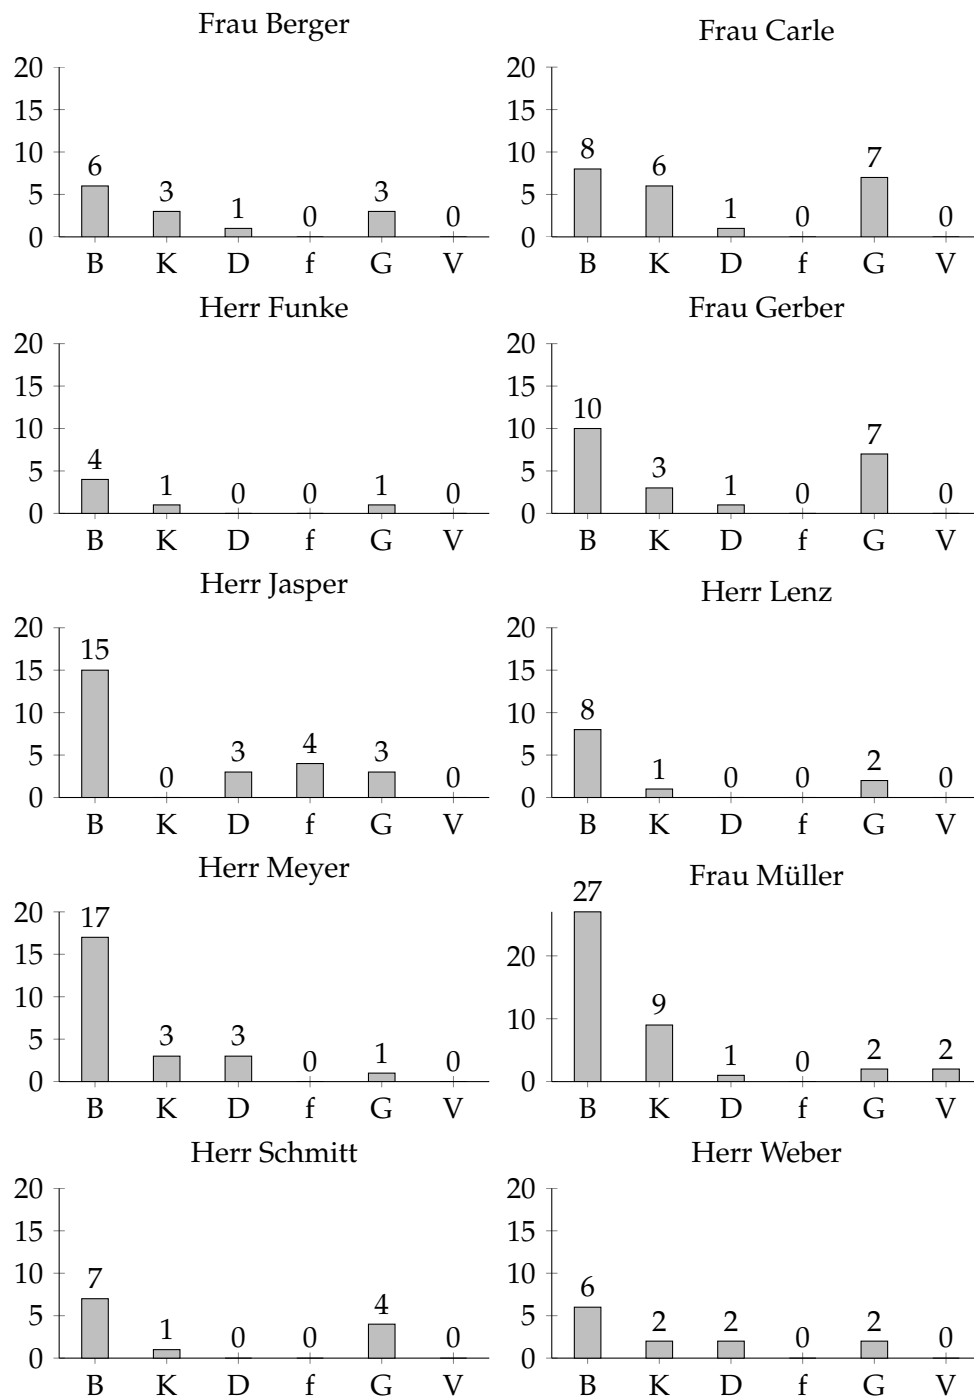 Frau Berger
20
15
10
5
0
6 3 1 0 3 0
B K D f G V
Frau Carle
20
15
10
5
0
8 6 1 0 7 0
B K D f G V
Herr Funke
20
15
10
5
0
4 1 0 0 1 0
B K D f G V
Frau Gerber
20
15
10
5
0
10 3 1 0 7 0
B K D f G V
Herr Jasper
20
15
10
5
0
15 0 3 4 3 0
B K D f G V
Herr Lenz
20
15
10
5
0
8 1 0 0 2 0
B K D f G V
Herr Meyer
20
15
10
5
0
17 3 3 0 1 0
B K D f G V
Frau Müller
20
10
0
27 9 1 0 2 2
B K D f G V
Herr Schmitt
20
15
10
5
0
7 1 0 0 4 0
B K D f G V
Herr Weber
20
15
10
5
0
6 2 2 0 2 0
B K D f G V